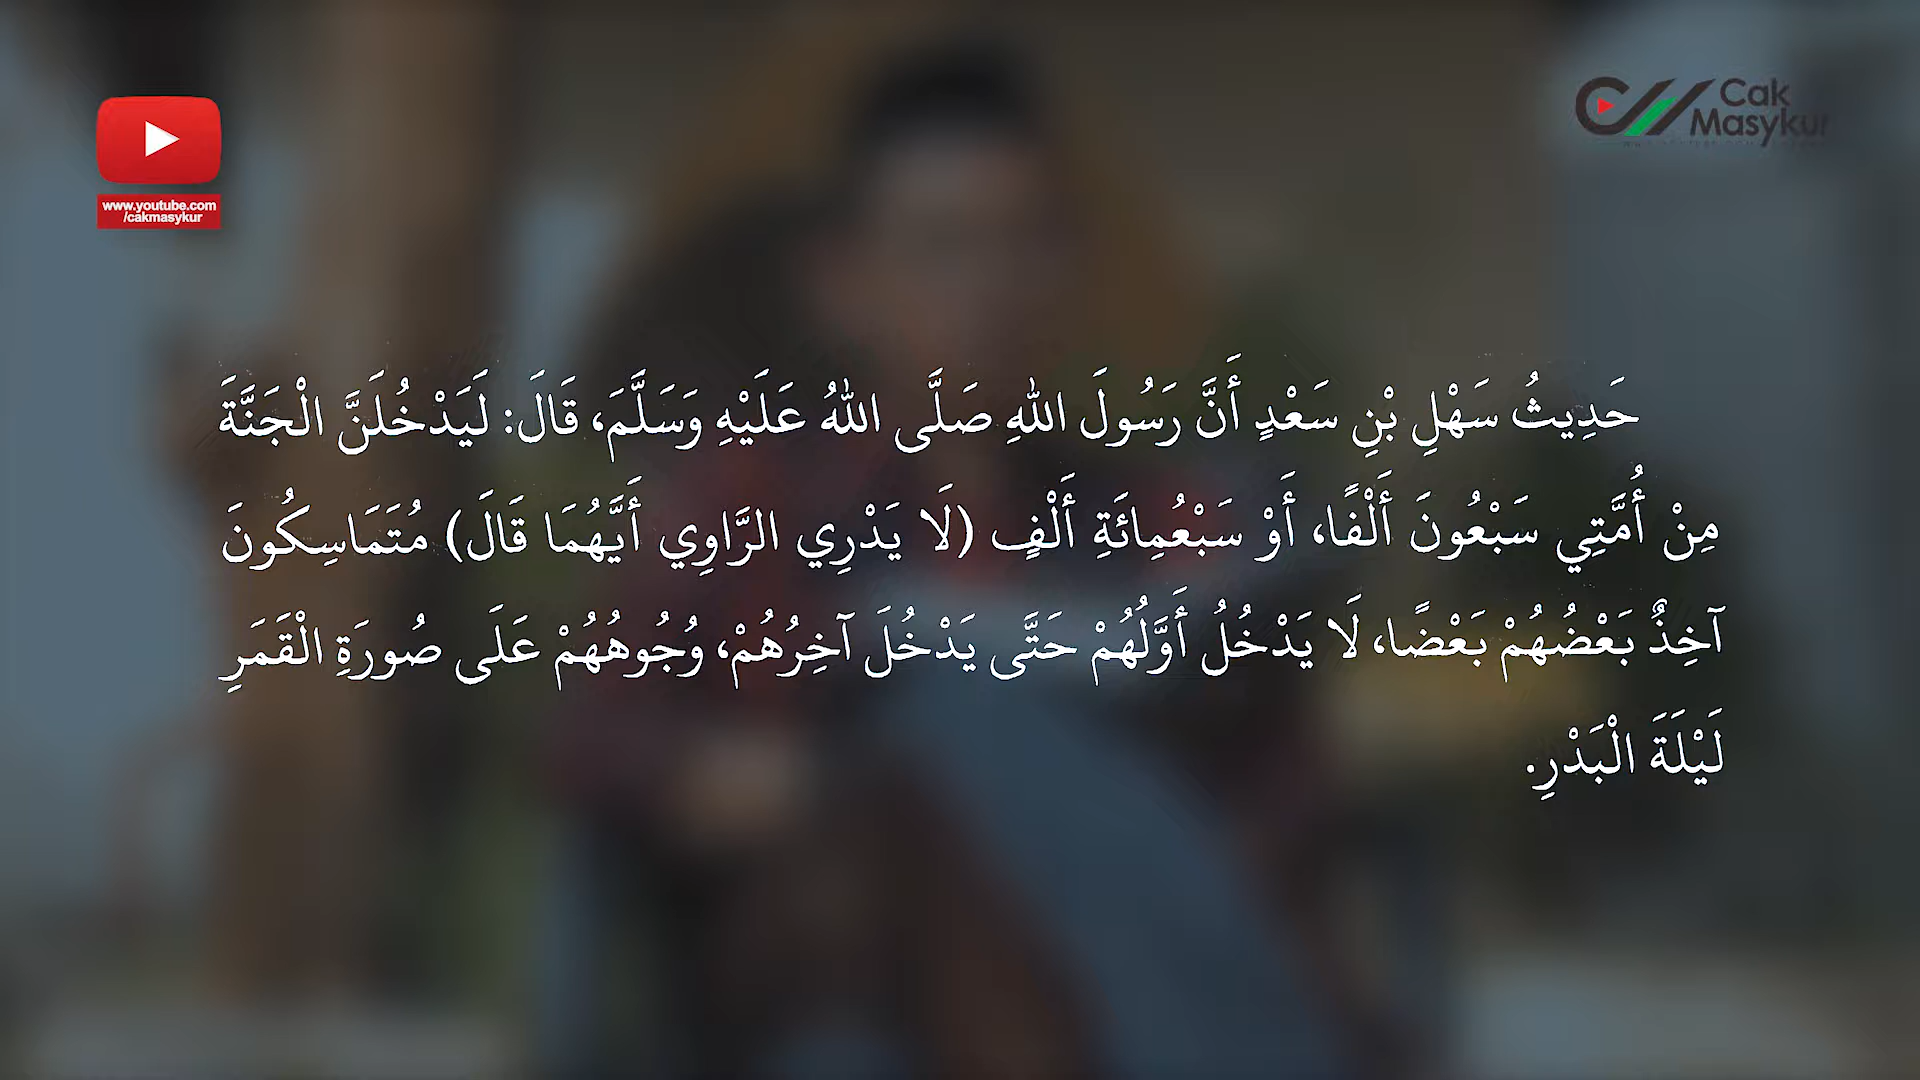 www.youtube.com
/cakmasykur
Cak
Masykur
حَدِيثُ سَهْلِ بْنِ سَعْدٍ أَنَّ رَسُولَ اللهِ صَلَّى اللهُ عَلَيْهِ وَسَلَّمَ، قَالَ: لَيَدْخُلَنَّ الْجَنَّةَ
مِنْ أُمَّتِي سَبْعُونَ أَلْفًا، أَوْ سَبْعُمِائَةِ أَلْفٍ (لَا يَدْرِي الرَّاوِي أَيَّهُمَا قَالَ) مُتَمَاسِكُونَ
آخِذٌ بَعْضُهُمْ بَعْضًا، لَا يَدْخُلُ أَوَّلُهُمْ حَتَّى يَدْخُلَ آخِرُهُمْ، وُجُوهُهُمْ عَلَى صُورَةِ الْقَمَرِ
لَيْلَةَ الْبَدْرِ.